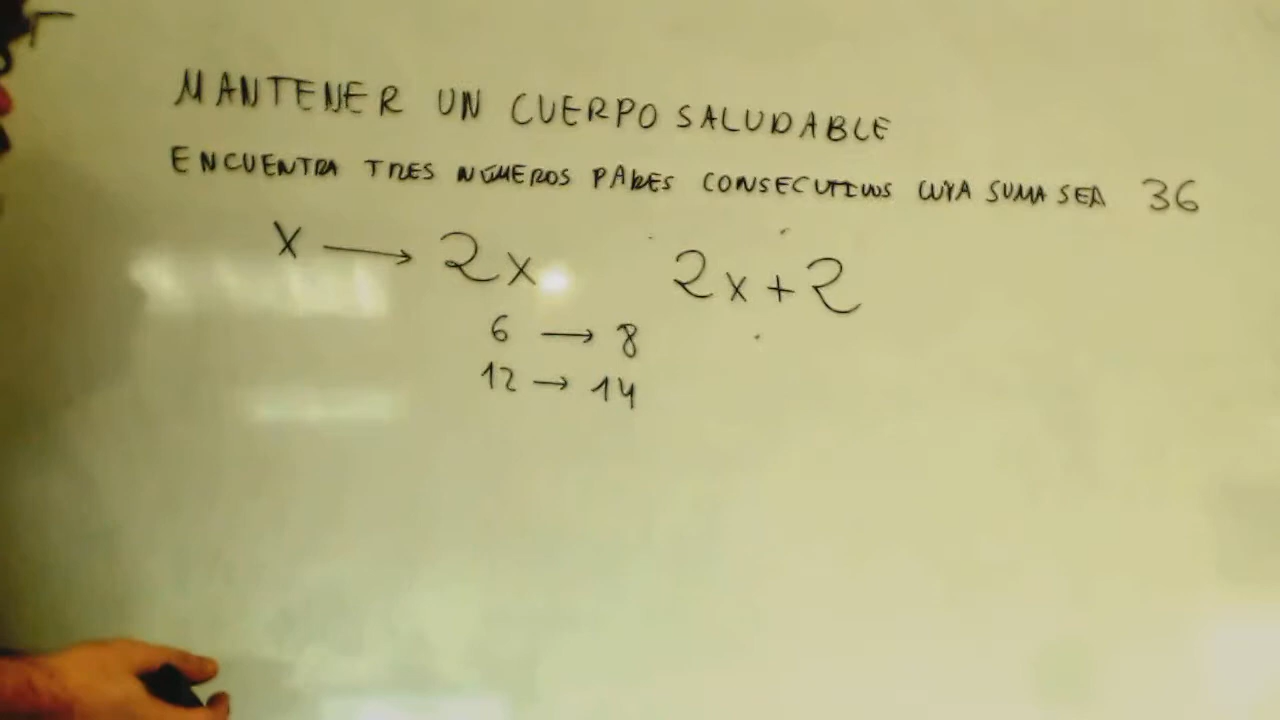 MANTENER UN CUERPO SALUDABLE
ENCUENTRA TRES NÚMEROS PARES CONSECUTIVOS CUYA SUMA SEA 36
x → 2x 2x+2
6 → 8
12 → 14